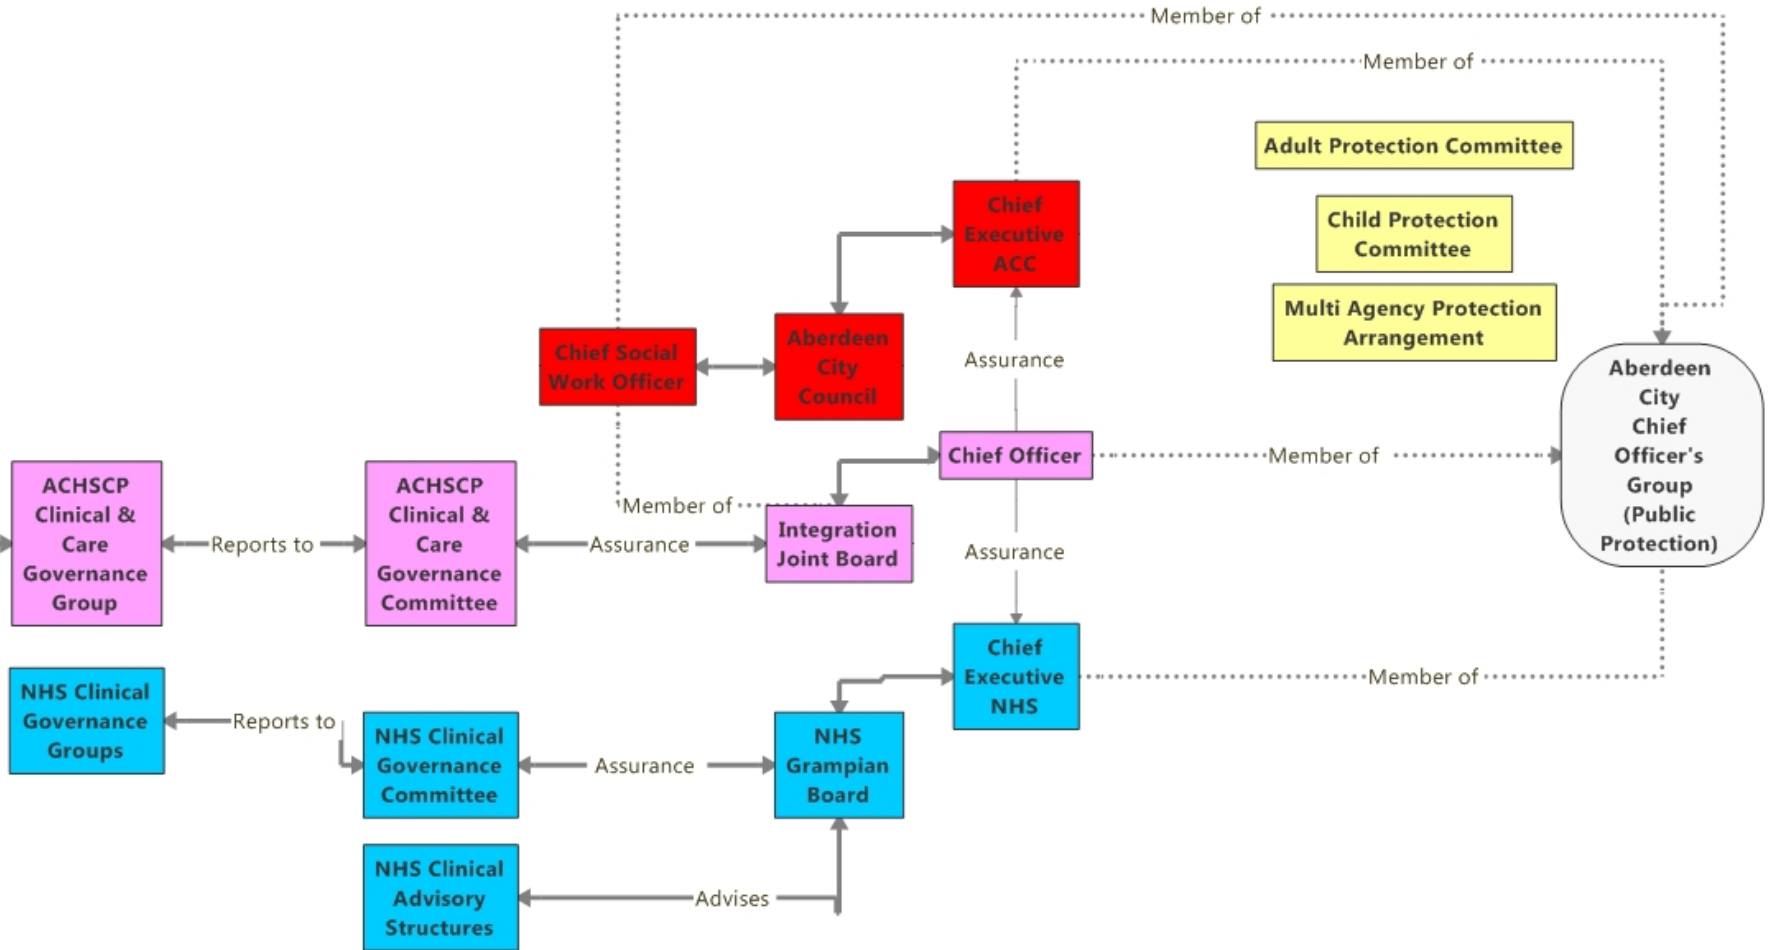 Member of
Member of
Adult Protection Committee
Chief
Executive
ACC
Child Protection
Committee
Multi Agency Protection
Arrangement
Chief Social
Work Officer
Aberdeen
City
Council
Assurance
Aberdeen
City
Chief
Officer's
Group
(Public
Protection)
Chief Officer
Member of
ACHSCP
Clinical &
Care
Governance
Group
Reports to
ACHSCP
Clinical &
Care
Governance
Committee
Assurance
Member of
Integration
Joint Board
Assurance
Chief
Executive
NHS
Member of
NHS Clinical
Governance
Groups
Reports to
NHS Clinical
Governance
Committee
Assurance
NHS
Grampian
Board
NHS Clinical
Advisory
Structures
Advises